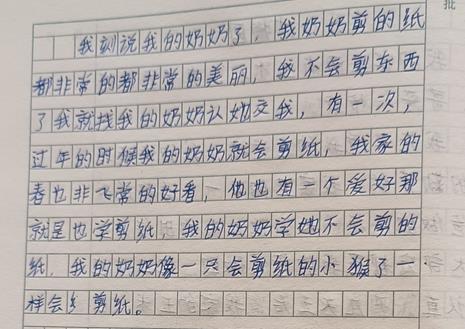 我刻说我的奶奶了 我奶奶剪的纸
都非常的都非常的美丽，我不会剪东西
了我就找我的奶奶认她交我，有一次，
过年的时候我的奶奶就会剪纸，我家的
春也非飞常的好看，他也有一个爱好那
就是也学剪纸 我的奶奶学她不会剪的
纸，我的奶奶像一只会剪纸的小猴了一
样会纟剪纸。
批